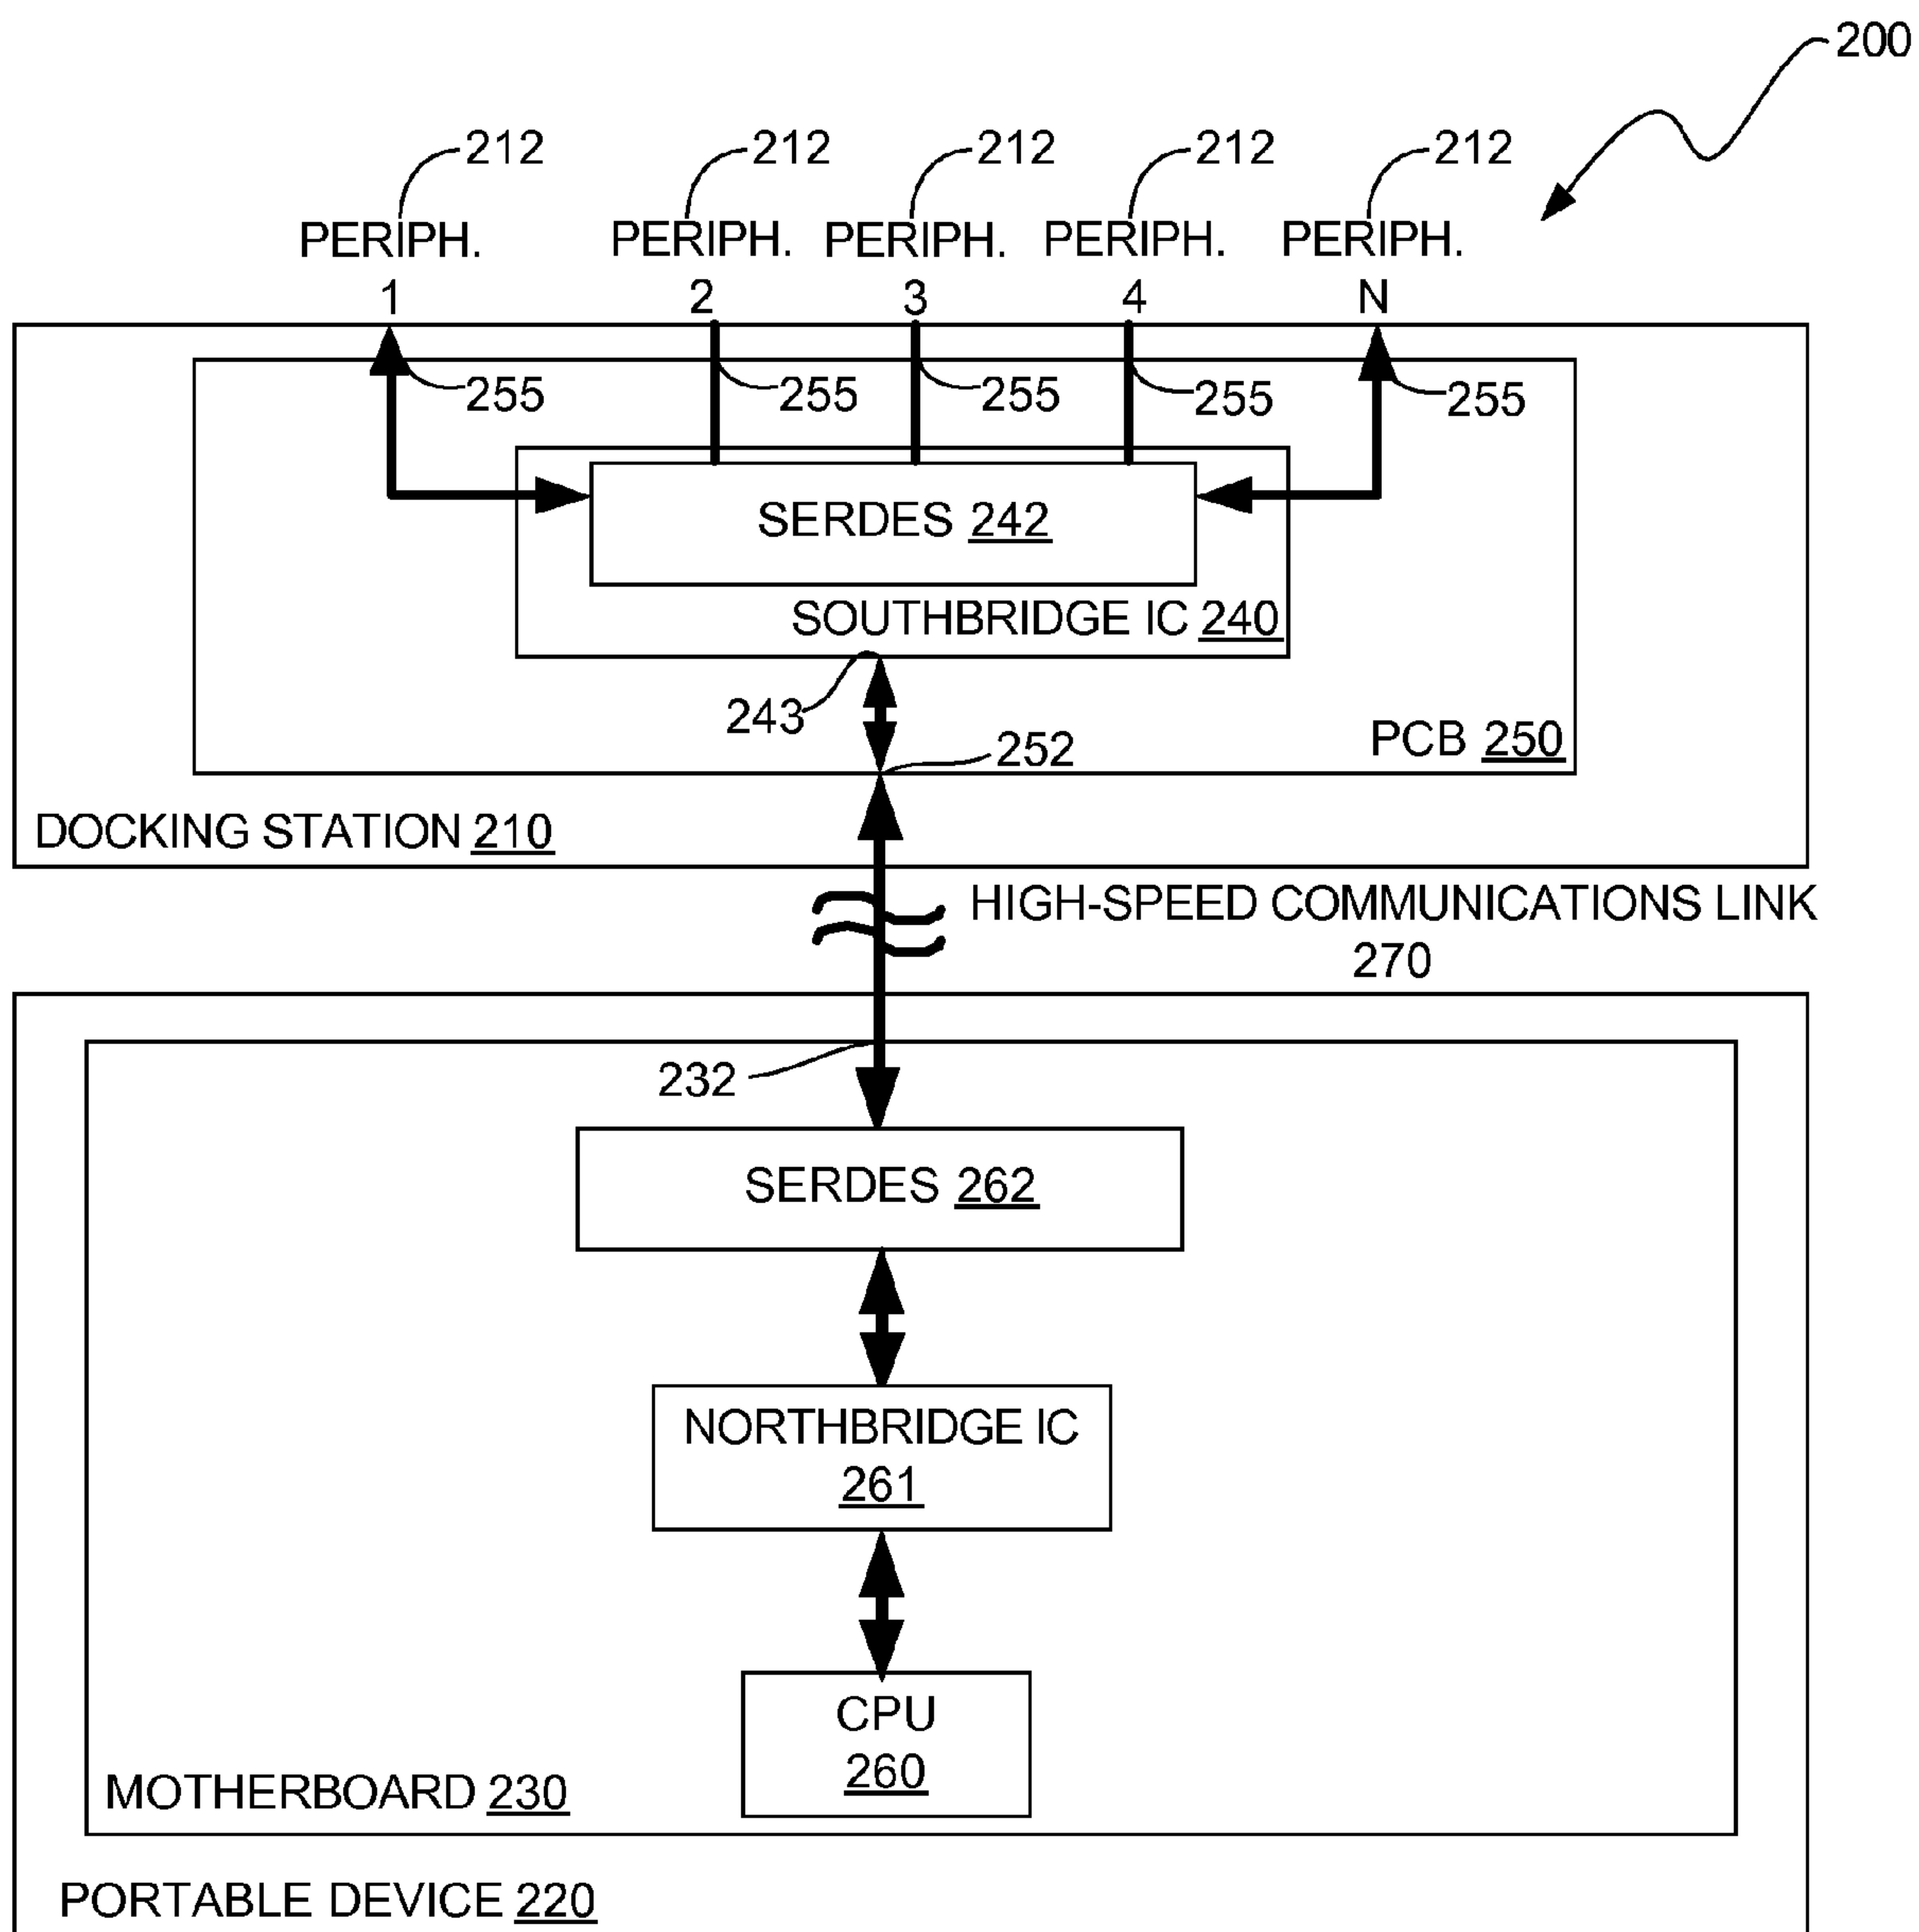 200
212 212 212 212 212
PERIPH. PERIPH. PERIPH. PERIPH. PERIPH.
1 2 3 4 N
255 255 255 255 255
SERDES 242
SOUTHBRIDGE IC 240
243
PCB 250
252
DOCKING STATION 210
HIGH-SPEED COMMUNICATIONS LINK
270
232
SERDES 262
NORTHBRIDGE IC
261
CPU
260
MOTHERBOARD 230
PORTABLE DEVICE 220